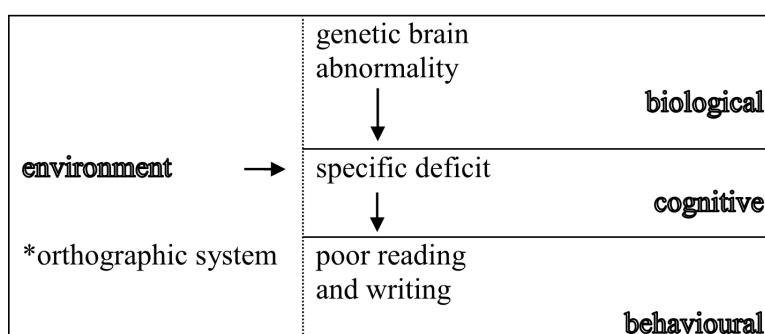 genetic brain
abnormality
biological
environment
specific deficit
cognitive
*orthographic system
poor reading
and writing
behavioural